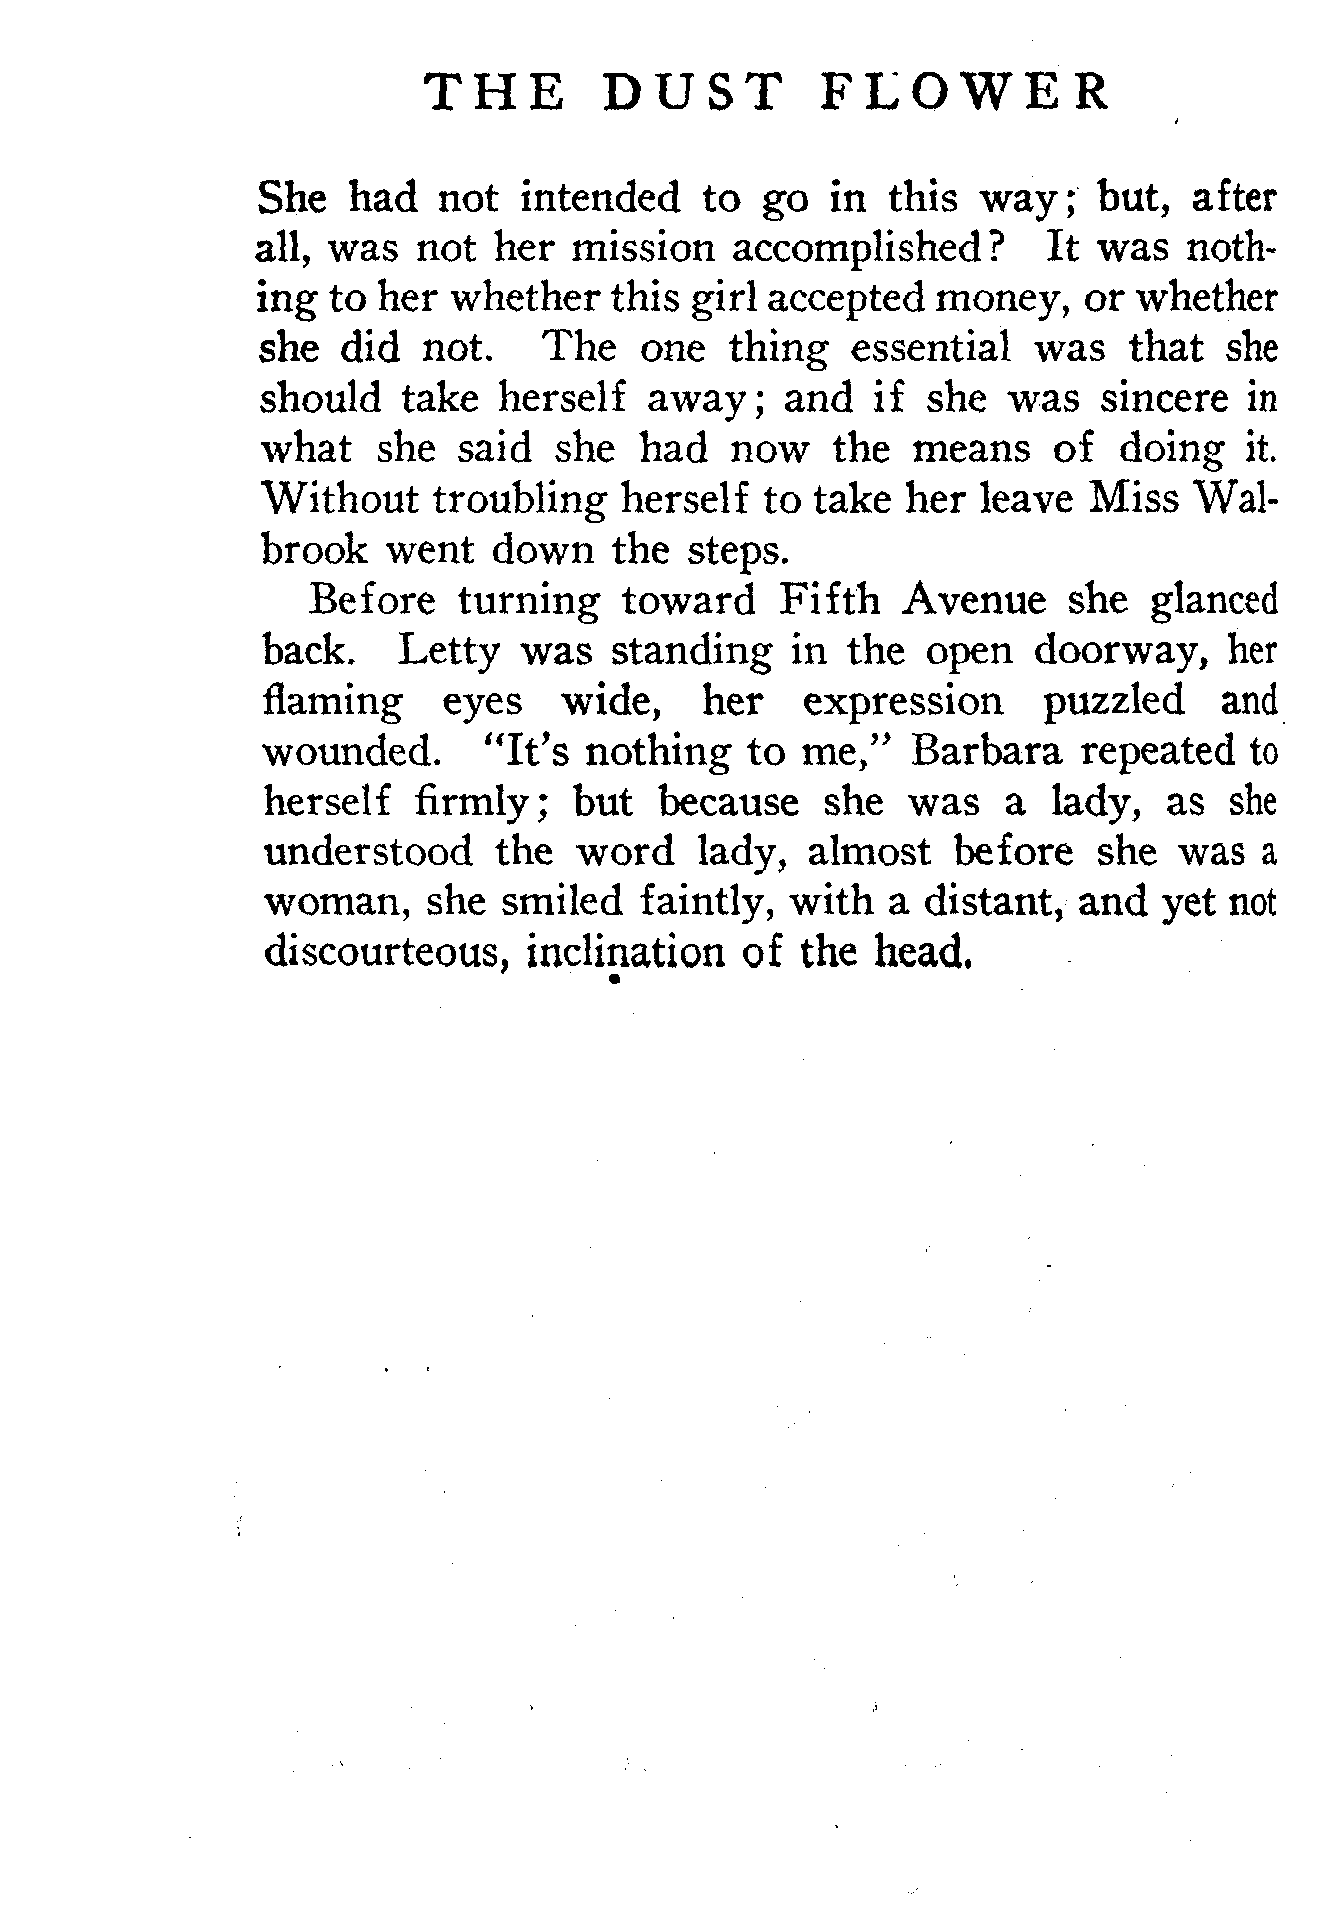 THE DUST FLOWER
She had not intended to go in this way; but, after
all, was not her mission accomplished? It was noth-
ing to her whether this girl accepted money, or whether
she did not. The one thing essential was that she
should take herself away; and if she was sincere in
what she said she had now the means of doing it.
Without troubling herself to take her leave Miss Wal-
brook went down the steps.
Before turning toward Fifth Avenue she glanced
back. Letty was standing in the open doorway, her
flaming eyes wide, her expression puzzled and
wounded. "It's nothing to me," Barbara repeated to
herself firmly; but because she was a lady, as she
understood the word lady, almost before she was a
woman, she smiled faintly, with a distant, and yet not
discourteous, inclination of the head.